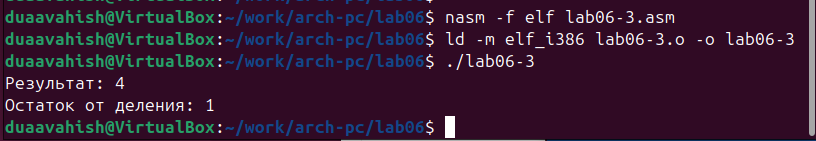 duaavahish@VirtualBox:~/work/arch-pc/lab06$ nasm -f elf lab06-3.asm
duaavahish@VirtualBox:~/work/arch-pc/lab06$ ld -m elf_i386 lab06-3.o -o lab06-3
duaavahish@VirtualBox:~/work/arch-pc/lab06$ ./lab06-3
Результат: 4
Остаток от деления: 1
duaavahish@VirtualBox:~/work/arch-pc/lab06$